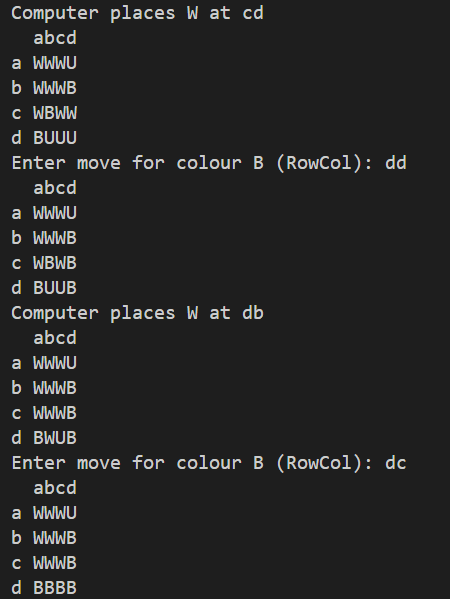 Computer places W at cd
  abcd
a WWWU
b WWWB
c WBWW
d BUUU
Enter move for colour B (RowCol): dd
  abcd
a WWWU
b WWWB
c WBWB
d BUUB
Computer places W at db
  abcd
a WWWU
b WWWB
c WWWB
d BWUB
Enter move for colour B (RowCol): dc
  abcd
a WWWU
b WWWB
c WWWB
d BBBB